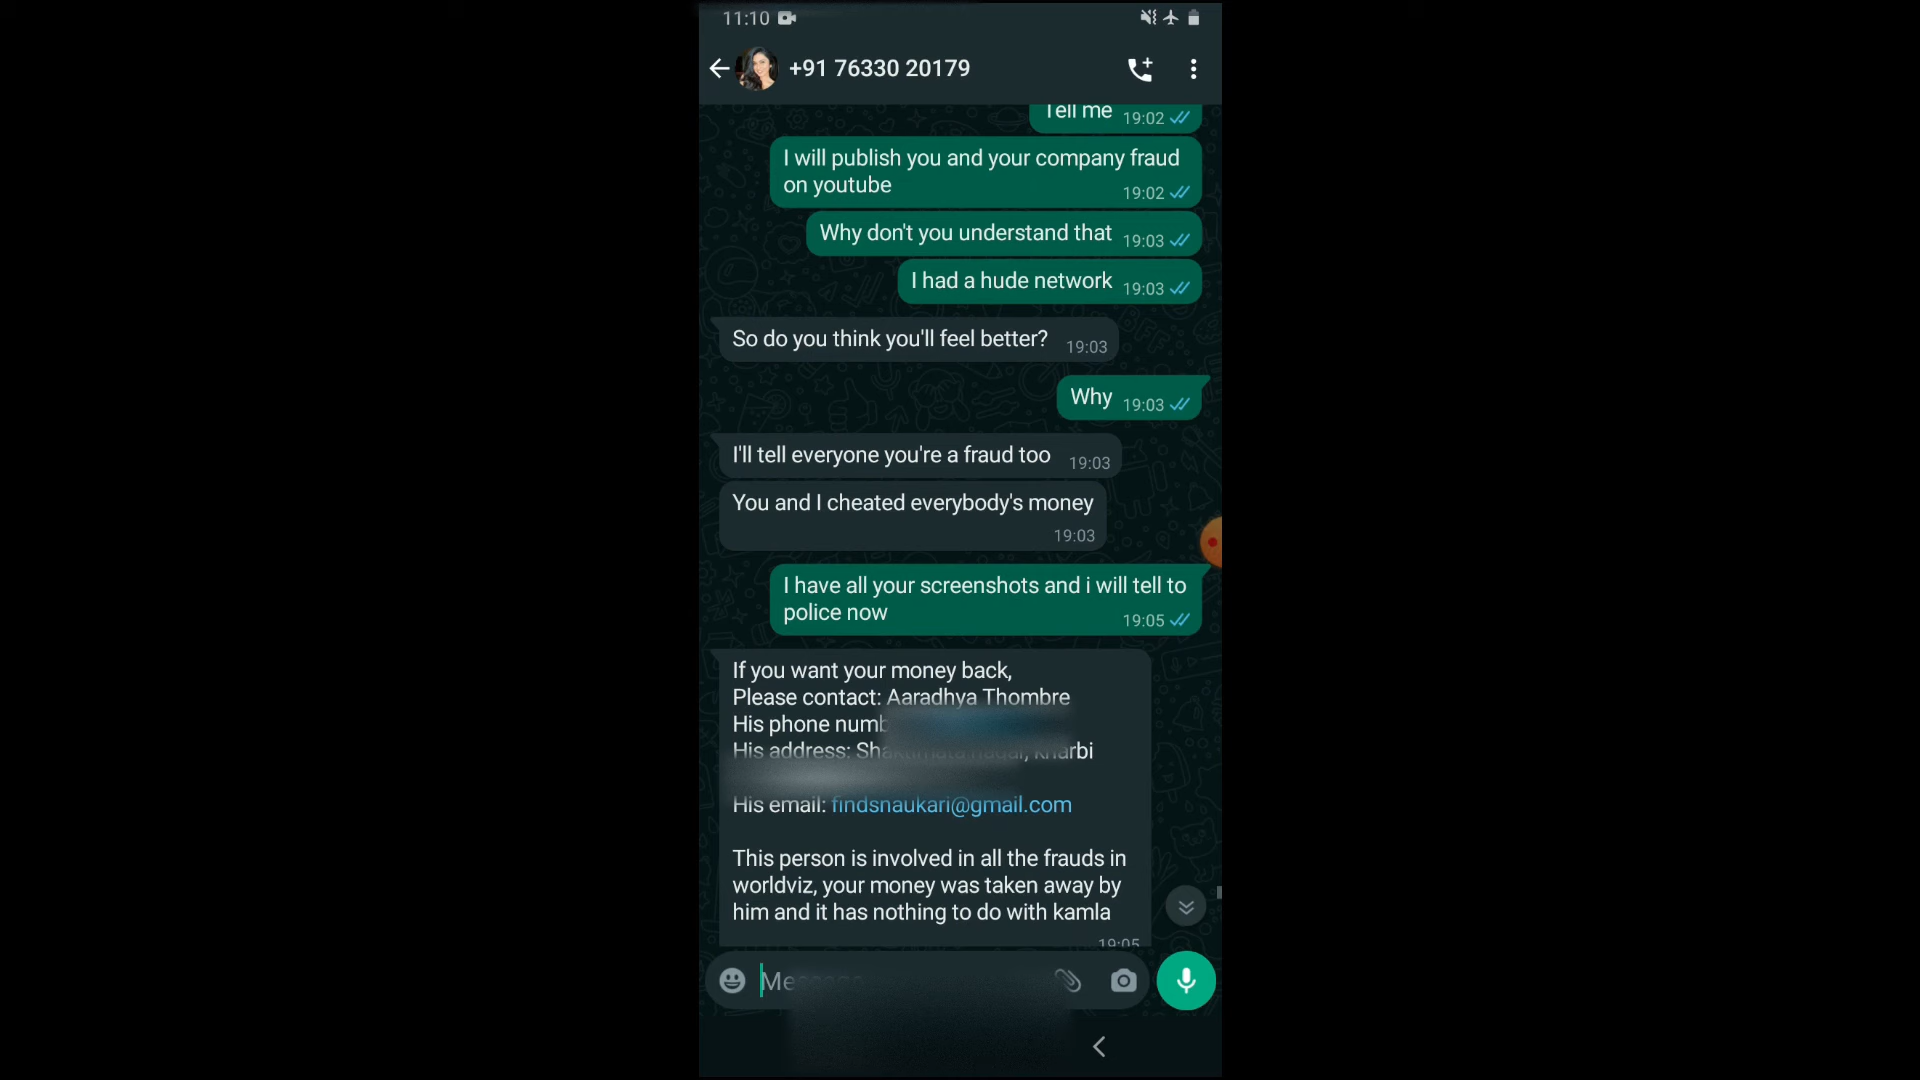 11:10
+91 76330 20179
Tell me 19:02
I will publish you and your company fraud
on youtube 19:02
Why don't you understand that 19:03
I had a hude network 19:03
So do you think you'll feel better? 19:03
Why 19:03
I'll tell everyone you're a fraud too 19:03
You and I cheated everybody's money
19:03
I have all your screenshots and i will tell to
police now 19:05
If you want your money back,
Please contact: Aaradhya Thombre
His phone numb
His address: kharbi
His email: findsnaukari@gmail.com
This person is involved in all the frauds in
worldviz, your money was taken away by
him and it has nothing to do with kamla
19:05
Message